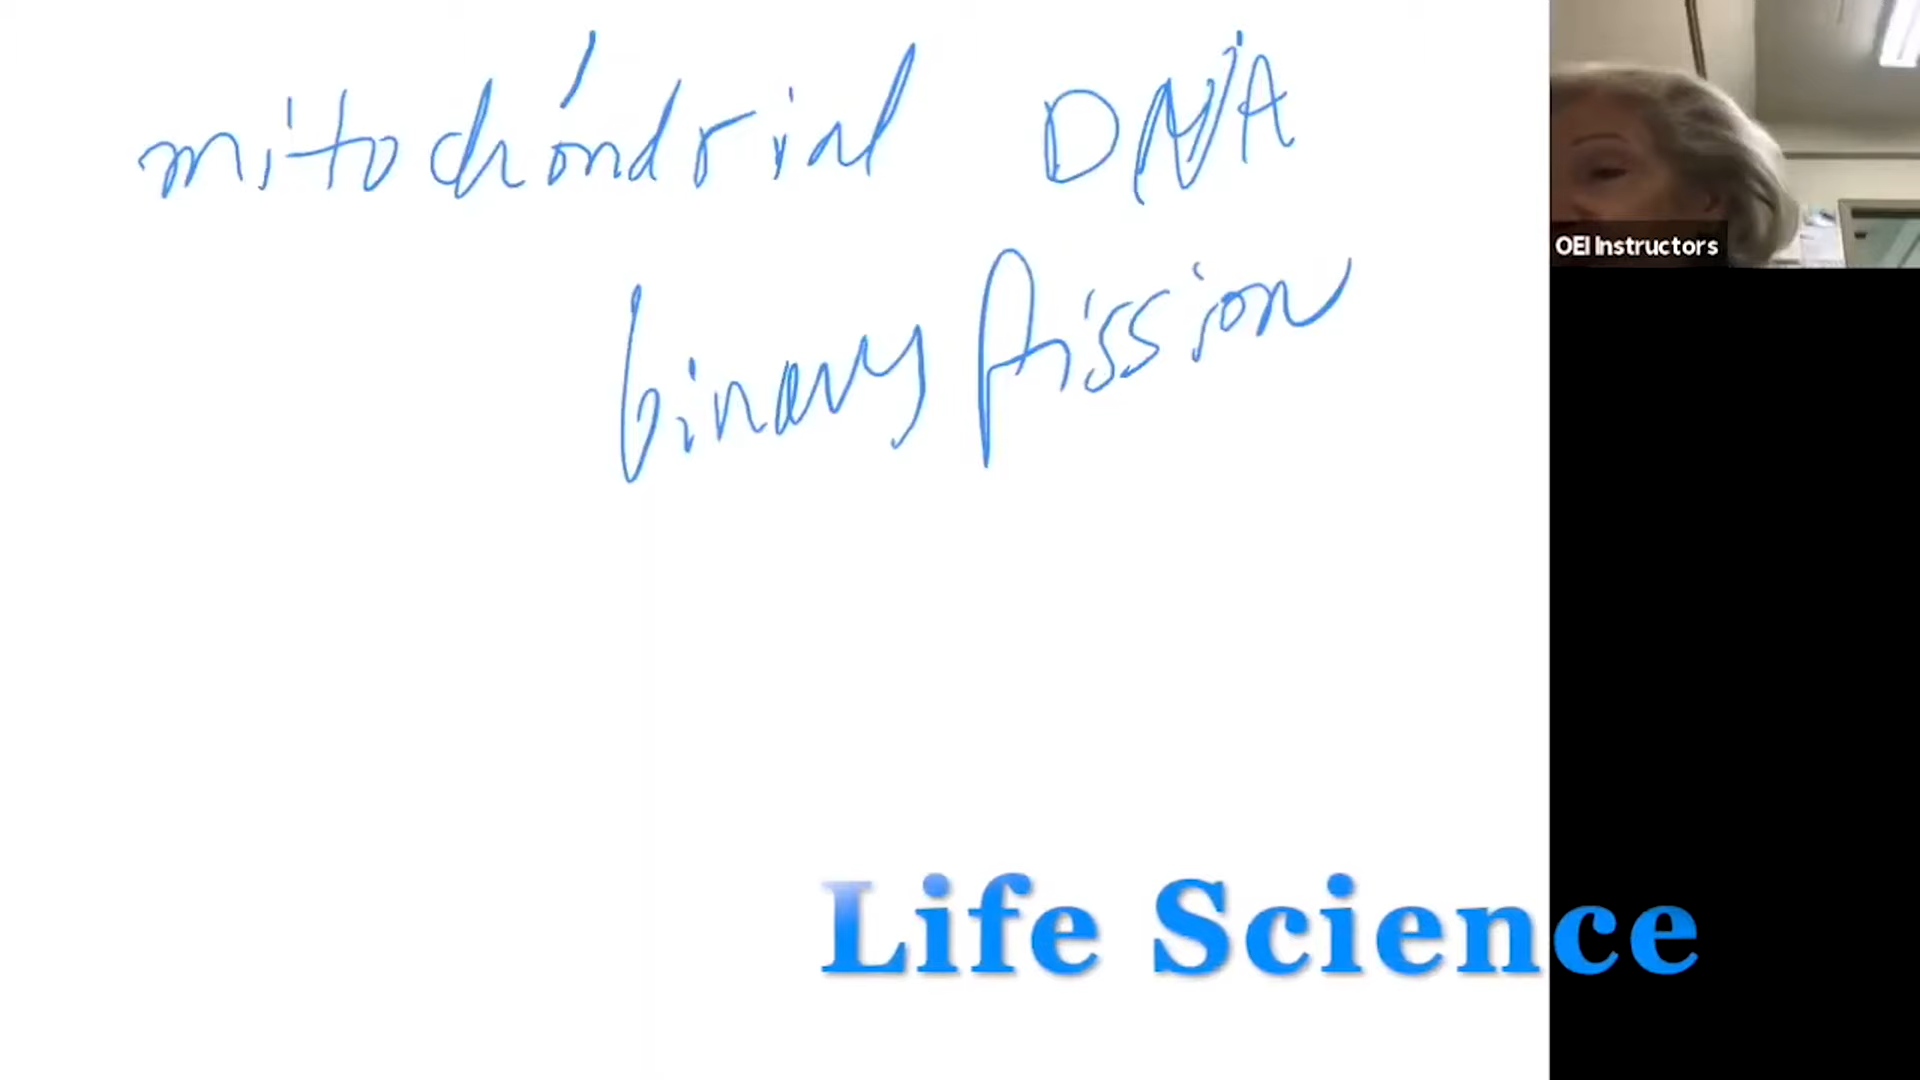 mitochondrial DNA
binary fission
OEI Instructors
Life Science